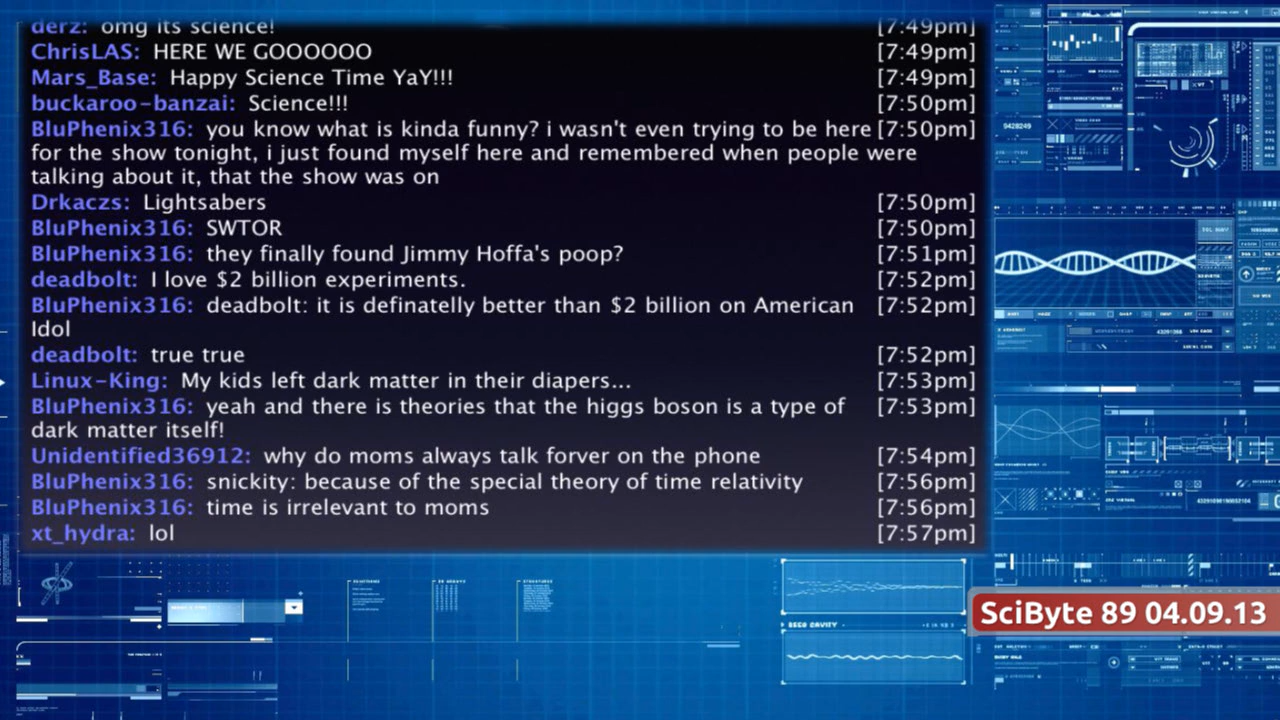 derz: omg its science! [7:49pm]
ChrisLAS: HERE WE GOOOOOO [7:49pm]
Mars_Base: Happy Science Time YaY!!! [7:49pm]
buckaroo-banzai: Science!!! [7:50pm]
BluPhenix316: you know what is kinda funny? i wasn't even trying to be here [7:50pm]
for the show tonight, i just found myself here and remembered when people were
talking about it, that the show was on
Drkaczs: Lightsabers [7:50pm]
BluPhenix316: SWTOR [7:50pm]
BluPhenix316: they finally found Jimmy Hoffa's poop? [7:51pm]
deadbolt: I love $2 billion experiments. [7:52pm]
BluPhenix316: deadbolt: it is definatelly better than $2 billion on American [7:52pm]
Idol
deadbolt: true true [7:52pm]
Linux-King: My kids left dark matter in their diapers... [7:53pm]
BluPhenix316: yeah and there is theories that the higgs boson is a type of [7:53pm]
dark matter itself!
Unidentified36912: why do moms always talk forver on the phone [7:54pm]
BluPhenix316: snickity: because of the special theory of time relativity [7:56pm]
BluPhenix316: time is irrelevant to moms [7:56pm]
xt_hydra: lol [7:57pm]
9428249
SciByte 89 04.09.13